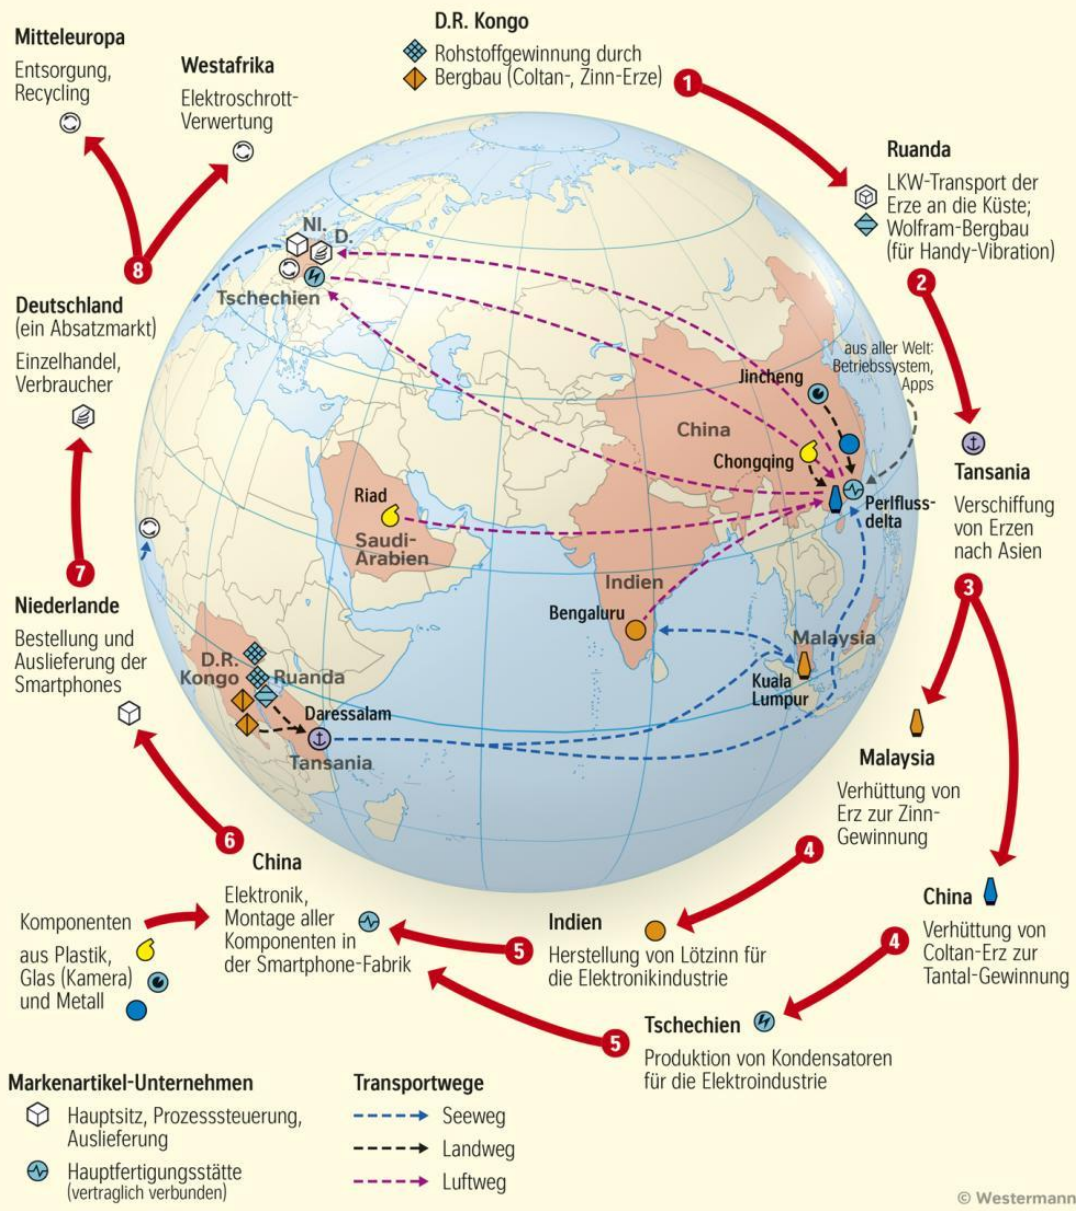 D.R. Kongo
Rohstoffgewinnung durch
Bergbau (Coltan-, Zinn-Erze)
1
Mitteleuropa
Entsorgung,
Recycling
Westafrika
Elektroschrott-
Verwertung
Ruanda
LKW-Transport der
Erze an die Küste;
Wolfram-Bergbau
(für Handy-Vibration)
2
8
Deutschland
(ein Absatzmarkt)
Einzelhandel,
Verbraucher
Nl.
D.
Tschechien
aus aller Welt:
Betriebssystem,
Apps
Jincheng
China
Chongqing
Perlfluss-
delta
Riad
Saudi-
Arabien
Indien
Bengaluru
Malaysia
Kuala
Lumpur
D.R.
Kongo
Ruanda
Daressalam
Tansania
Tansania
Verschiffung
von Erzen
nach Asien
3
7
Niederlande
Bestellung und
Auslieferung der
Smartphones
Malaysia
Verhüttung von
Erz zur Zinn-
Gewinnung
4
6
China
Elektronik,
Montage aller
Komponenten in
der Smartphone-Fabrik
Komponenten
aus Plastik,
Glas (Kamera)
und Metall
5
Indien
Herstellung von Lötzinn für
die Elektronikindustrie
China
Verhüttung von
Coltan-Erz zur
Tantal-Gewinnung
4
5
Tschechien
Produktion von Kondensatoren
für die Elektroindustrie
Markenartikel-Unternehmen
Hauptsitz, Prozesssteuerung,
Auslieferung
Hauptfertigungsstätte
(vertraglich verbunden)
Transportwege
Seeweg
Landweg
Luftweg
© Westermann